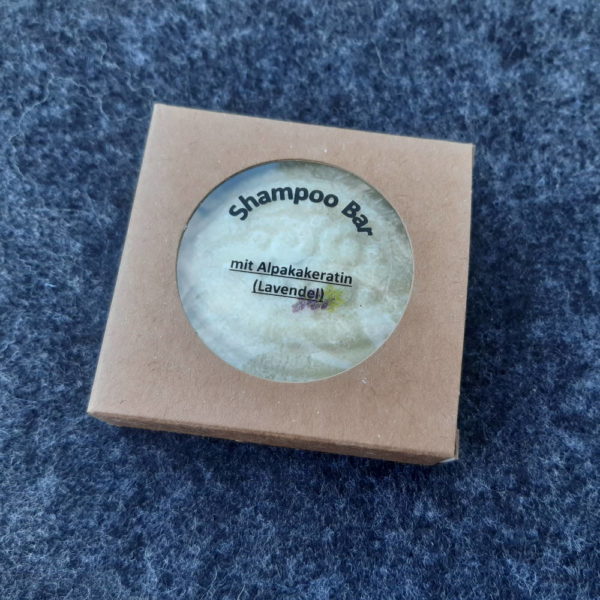 Shampoo Bar
mit Alpakakeratin
(Lavendel)